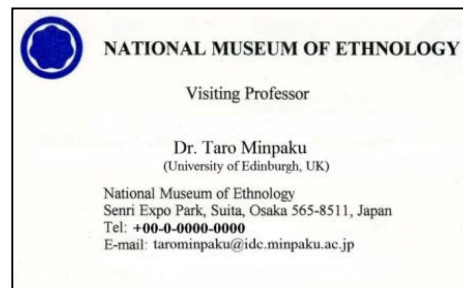 NATIONAL MUSEUM OF ETHNOLOGY
Visiting Professor
Dr. Taro Minpaku
(University of Edinburgh, UK)
National Museum of Ethnology
Senri Expo Park, Suita, Osaka 565-8511, Japan
Tel: +00-0-0000-0000
E-mail: tarominpaku@idc.minpaku.ac.jp